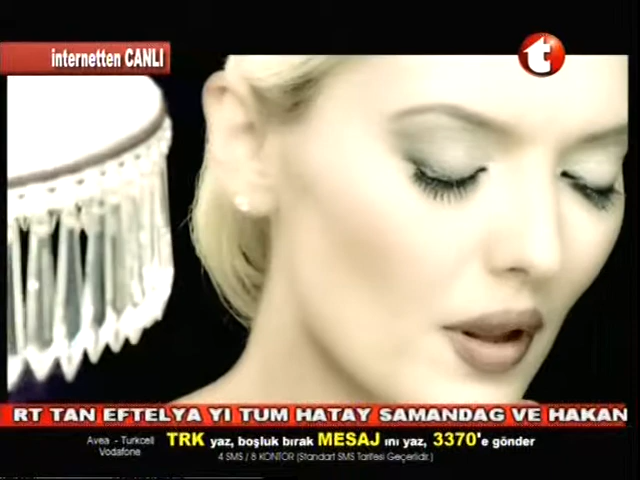 internetten CANLI
t
RT TAN EFTELYA YI TUM HATAY SAMANDAG VE HAKAN
Avea - Turkcell
Vodafone
TRK yaz, boşluk bırak MESAJ ını yaz, 3370'e gönder
4 SMS / 8 KONTÖR (Standart SMS Tarifesi Geçerlidir.)